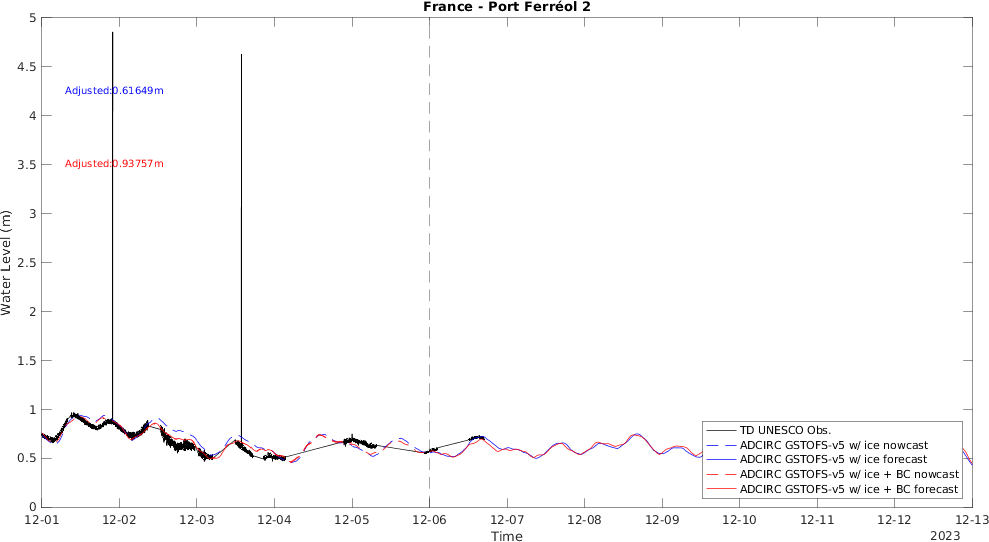 France - Port Ferréol 2
Water Level (m)
5
4.5
4
3.5
3
2.5
2
1.5
1
0.5
0
Adjusted:0.61649m
Adjusted:0.93757m
TD UNESCO Obs.
ADCIRC GSTOFS-v5 w/ ice nowcast
ADCIRC GSTOFS-v5 w/ ice forecast
ADCIRC GSTOFS-v5 w/ ice + BC nowcast
ADCIRC GSTOFS-v5 w/ ice + BC forecast
12-01 12-02 12-03 12-04 12-05 12-06 12-07 12-08 12-09 12-10 12-11 12-12 12-13
Time
2023